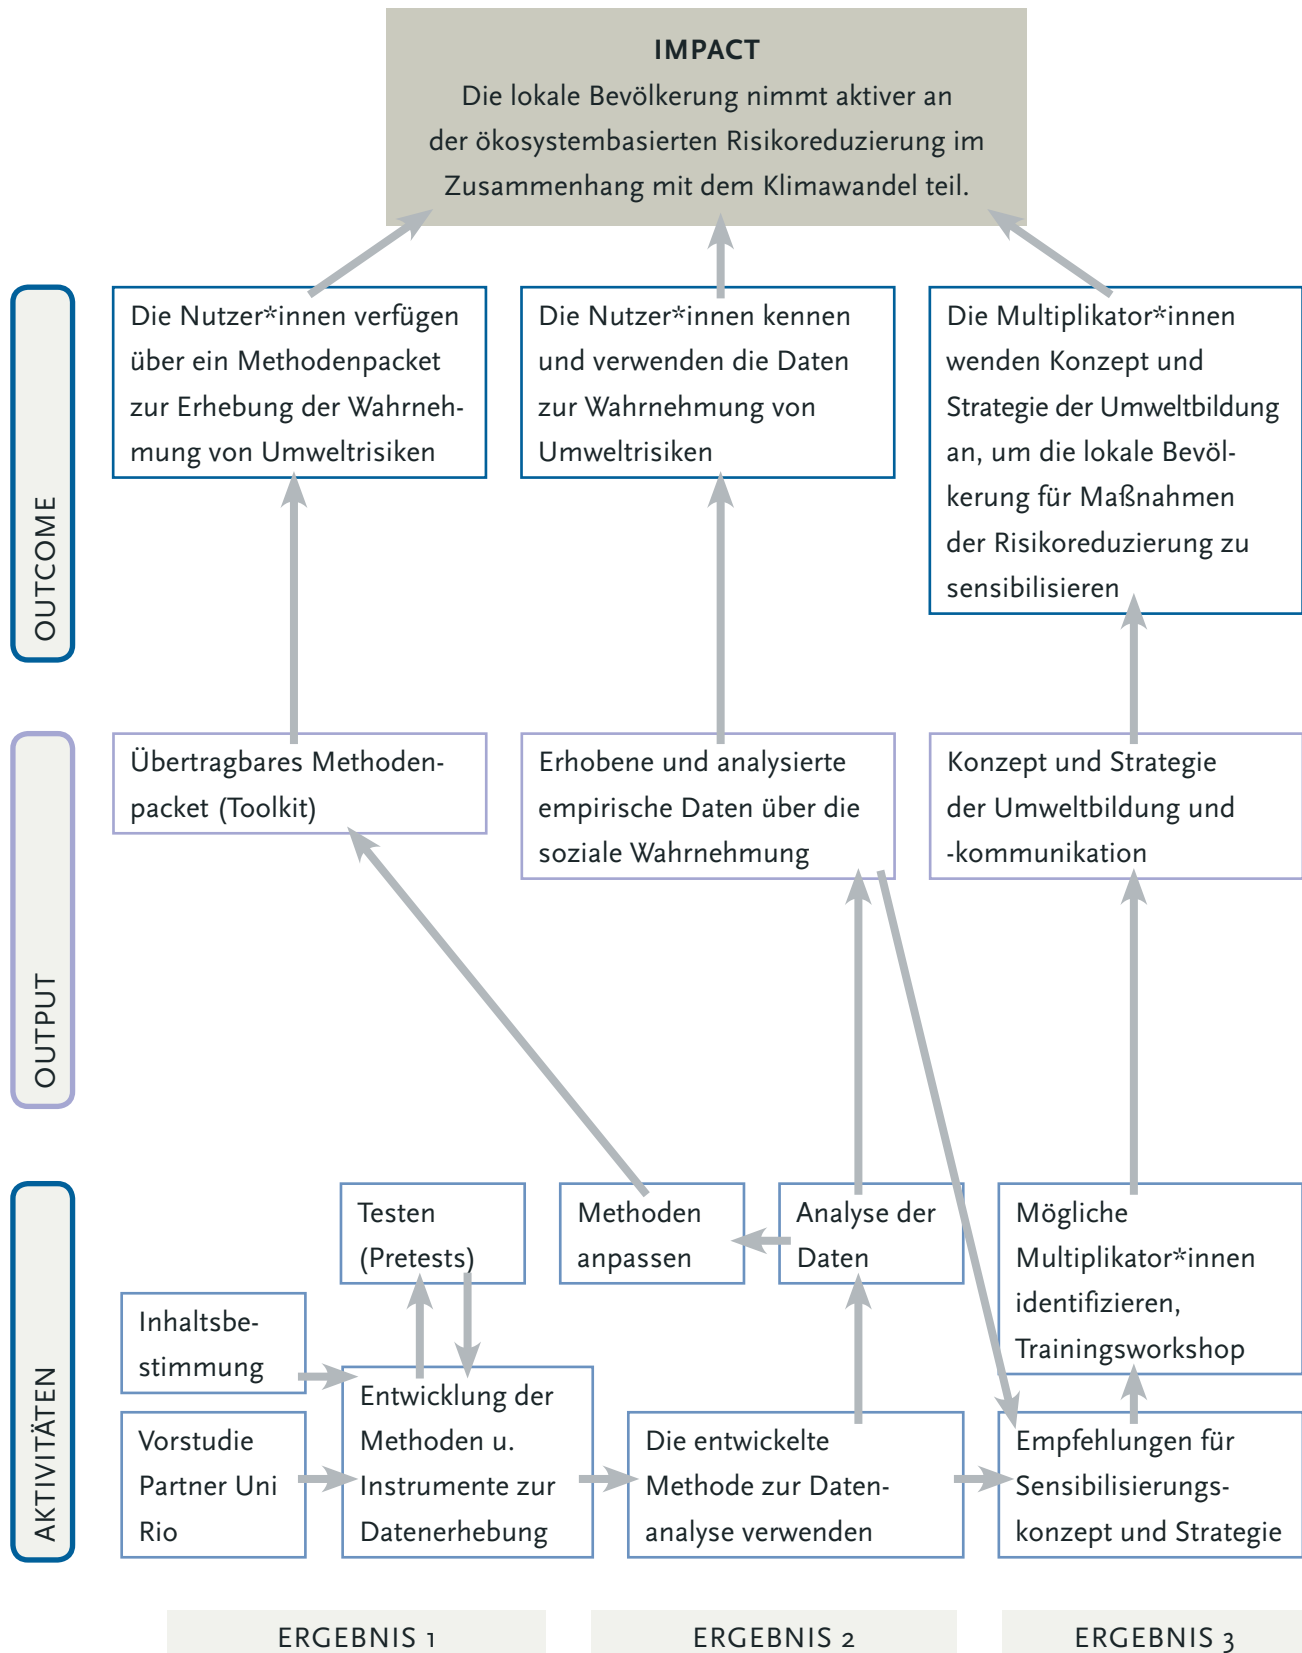 IMPACT
Die lokale Bevölkerung nimmt aktiver an
der ökosystembasierten Risikoreduzierung im
Zusammenhang mit dem Klimawandel teil.
OUTCOME
Die Nutzer*innen verfügen
über ein Methodenpacket
zur Erhebung der Wahrneh-
mung von Umweltrisiken
Die Nutzer*innen kennen
und verwenden die Daten
zur Wahrnehmung von
Umweltrisiken
Die Multiplikator*innen
wenden Konzept und
Strategie der Umweltbildung
an, um die lokale Bevöl-
kerung für Maßnahmen
der Risikoreduzierung zu
sensibilisieren
OUTPUT
Übertragbares Methoden-
packet (Toolkit)
Erhobene und analysierte
empirische Daten über die
soziale Wahrnehmung
Konzept und Strategie
der Umweltbildung und
-kommunikation
AKTIVITÄTEN
Inhaltsbe-
stimmung
Vorstudie
Partner Uni
Rio
Testen
(Pretests)
Entwicklung der
Methoden u.
Instrumente zur
Datenerhebung
Methoden
anpassen
Analyse der
Daten
Die entwickelte
Methode zur Daten-
analyse verwenden
Mögliche
Multiplikator*innen
identifizieren,
Trainingsworkshop
Empfehlungen für
Sensibilisierungs-
konzept und Strategie
ERGEBNIS 1
ERGEBNIS 2
ERGEBNIS 3